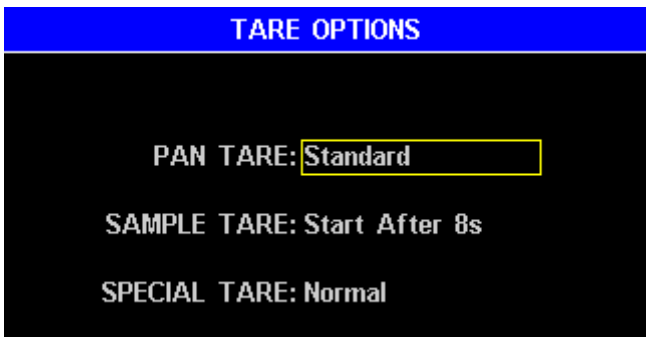 TARE OPTIONS
PAN TARE: Standard
SAMPLE TARE: Start After 8s
SPECIAL TARE: Normal